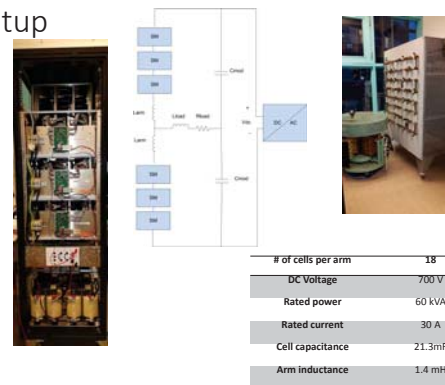 tup
SM
SM
SM
Larm
Lload
Rload
Larm
SM
SM
SM
+
Vdc
-
DC
AC
# of cells per arm 18
DC Voltage 700 V
Rated power 60 kVA
Rated current 30 A
Cell capacitance 21.3mF
Arm inductance 1.4 mH